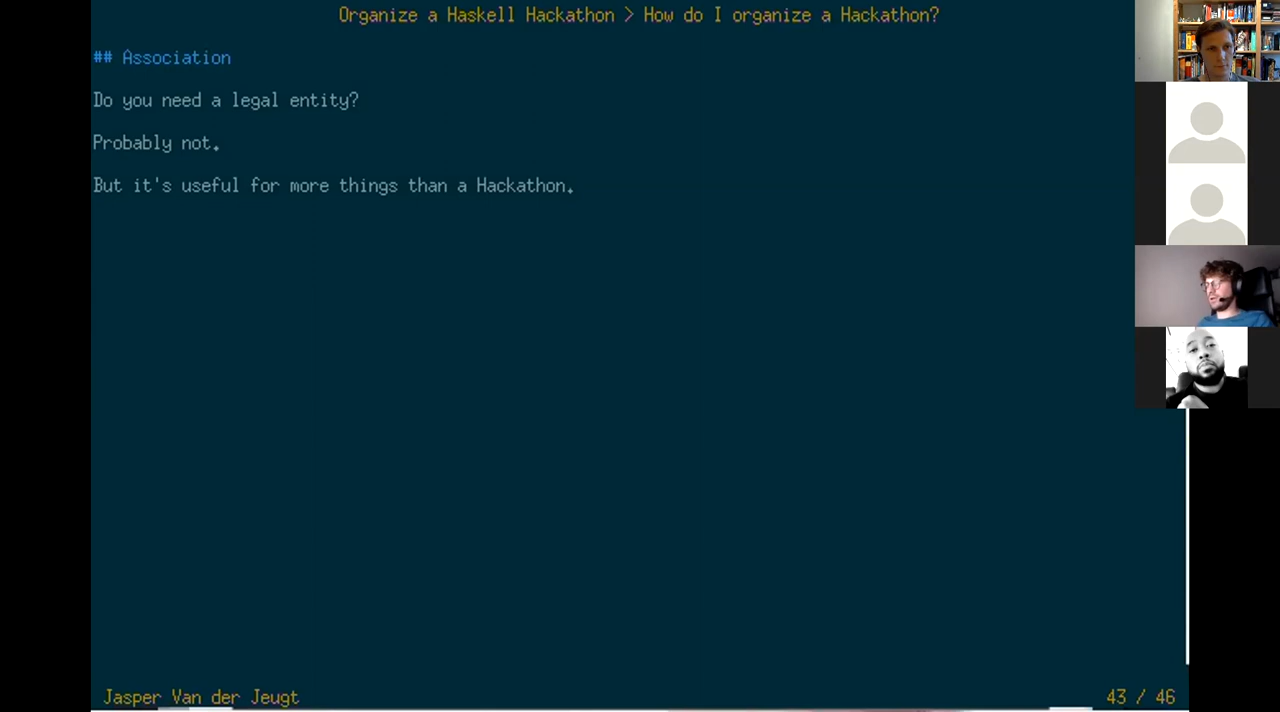 Organize a Haskell Hackathon > How do I organize a Hackathon?
## Association
Do you need a legal entity?
Probably not.
But it's useful for more things than a Hackathon.
Jasper Van der Jeugt
43 / 46